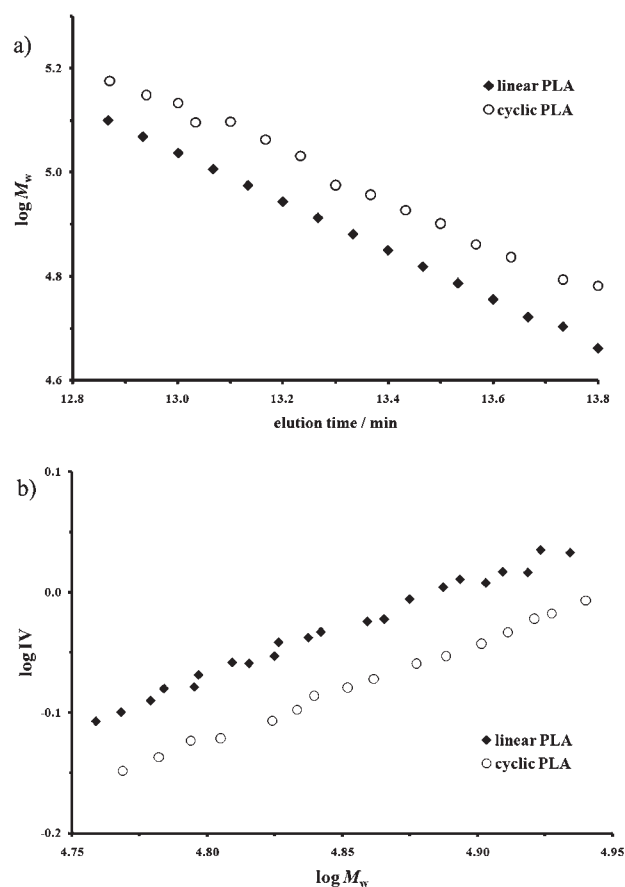 a)
5.2
5.0
4.8
4.6
log Mw
linear PLA
cyclic PLA
12.8 13.0 13.2 13.4 13.6 13.8
elution time / min
b)
0.1
0.0
-0.1
-0.2
log IV
linear PLA
cyclic PLA
4.75 4.80 4.85 4.90 4.95
log Mw